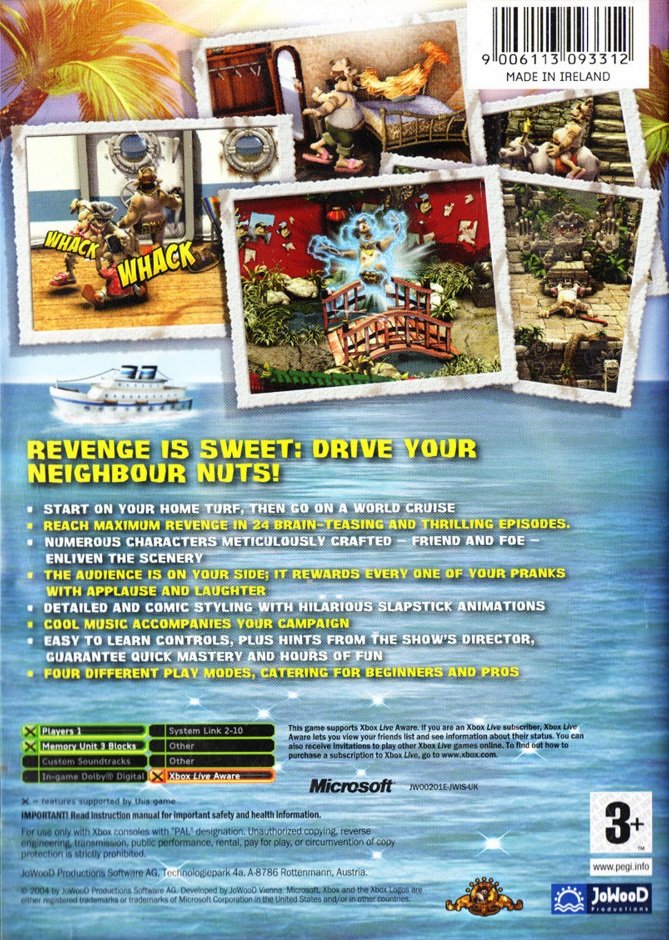 9 006113 093312
MADE IN IRELAND
WHACK
WHACK
REVENGE IS SWEET: DRIVE YOUR
NEIGHBOUR NUTS!
START ON YOUR HOME TURF, THEN GO ON A WORLD CRUISE
REACH MAXIMUM REVENGE IN 24 BRAIN-TEASING AND THRILLING EPISODES.
NUMEROUS CHARACTERS METICULOUSLY CRAFTED – FRIEND AND FOE –
ENLIVEN THE SCENERY
THE AUDIENCE IS ON YOUR SIDE; IT REWARDS EVERY ONE OF YOUR PRANKS
WITH APPLAUSE AND LAUGHTER
DETAILED AND COMIC STYLING WITH HILARIOUS SLAPSTICK ANIMATIONS
COOL MUSIC ACCOMPANIES YOUR CAMPAIGN
EASY TO LEARN CONTROLS, PLUS HINTS FROM THE SHOW'S DIRECTOR,
GUARANTEE QUICK MASTERY AND HOURS OF FUN
FOUR DIFFERENT PLAY MODES, CATERING FOR BEGINNERS AND PROS
Players 1
Memory Unit 3 Blocks
Custom Soundtracks
In-game Dolby® Digital
System Link 2-10
Other
Other
Xbox Live Aware
This game supports Xbox Live Aware. If you are an Xbox Live subscriber, Xbox Live
Aware lets you view your friends list and see information about their status. You can
also receive invitations to play other Xbox Live games online. To find out how to
purchase a subscription to Xbox Live, go to www.xbox.com.
Microsoft®
JW00201E-JWIS-UK
X = features supported by this game
IMPORTANT! Read instruction manual for important safety and health information.
For use only with Xbox consoles with "PAL" designation. Unauthorized copying, reverse
engineering, transmission, public performance, rental, pay for play, or circumvention of copy
protection is strictly prohibited.
JoWooD Productions Software AG, Technologiepark 4a, A-8786 Rottenmann, Austria.
© 2004 by JoWooD Productions Software AG. Developed by JoWooD Vienna. Microsoft, Xbox and the Xbox Logos are
either registered trademarks or trademarks of Microsoft Corporation in the United States and/or in other countries.
3+
™
www.pegi.info
JoWooD
Productions